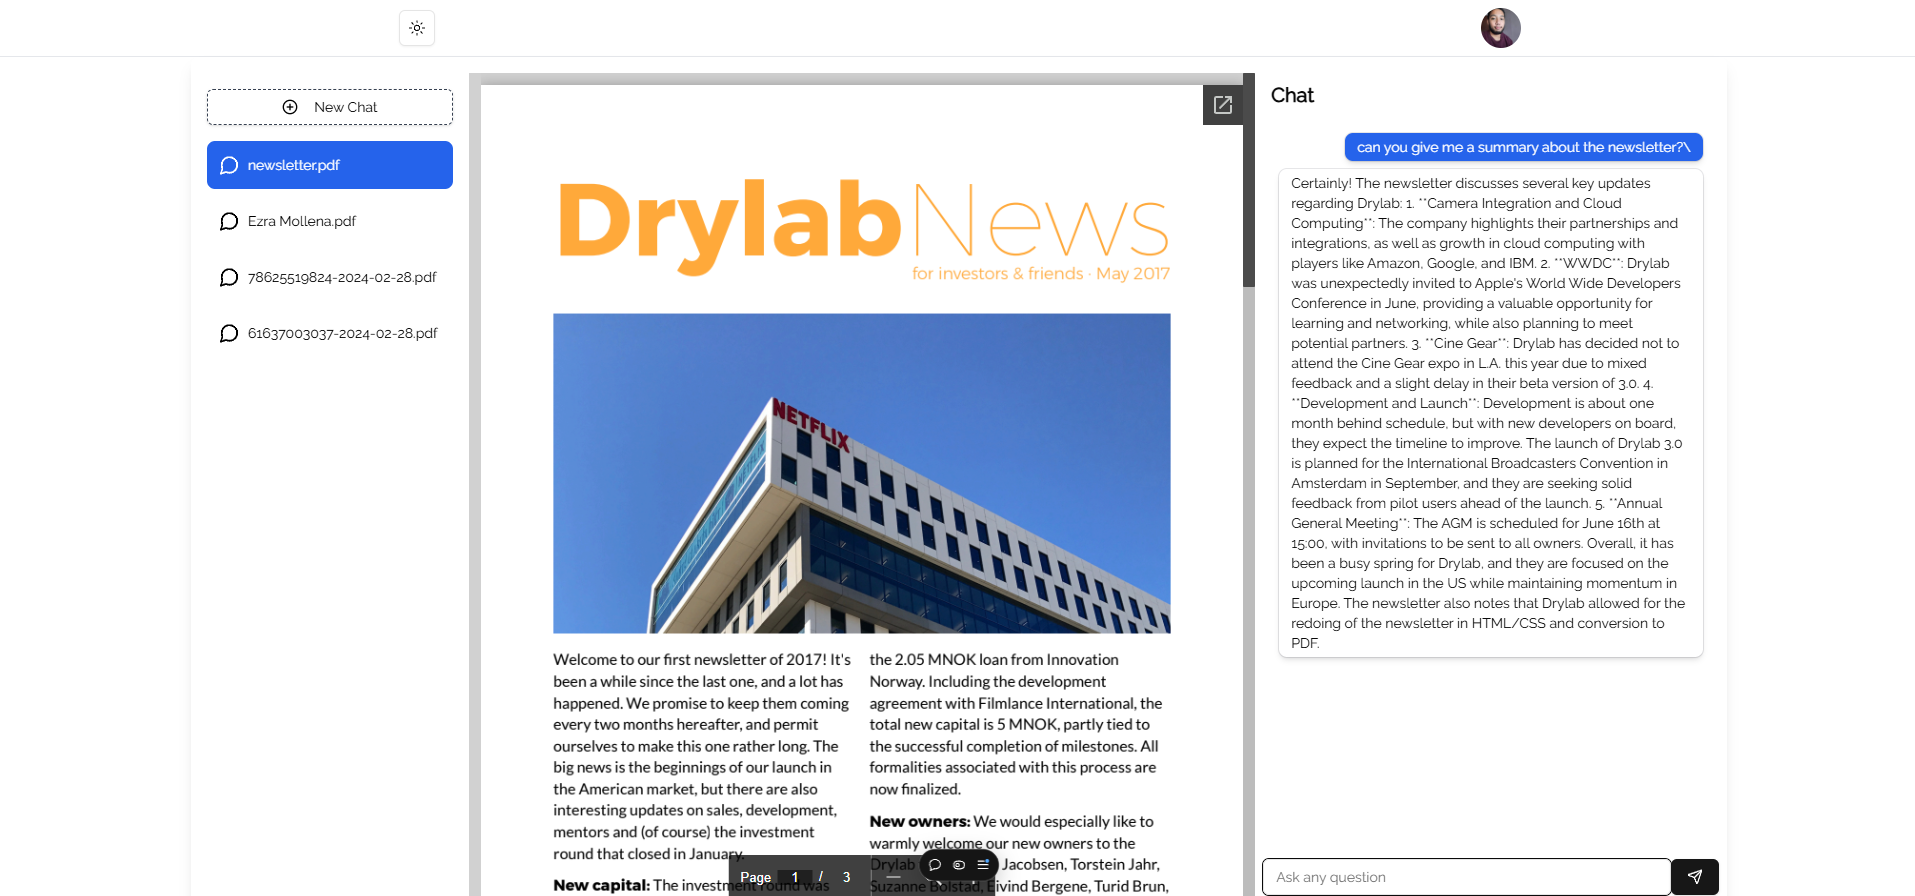 New Chat
newsletter.pdf
Ezra Mollena.pdf
78625519824-2024-02-28.pdf
61637003037-2024-02-28.pdf
DrylabNews
for investors & friends · May 2017
NETFLIX
Welcome to our first newsletter of 2017! It's
been a while since the last one, and a lot has
happened. We promise to keep them coming
every two months hereafter, and permit
ourselves to make this one rather long. The
big news is the beginnings of our launch in
the American market, but there are also
interesting updates on sales, development,
mentors and (of course) the investment
round that closed in January.
New capital: The investment round was
the 2.05 MNOK loan from Innovation
Norway. Including the development
agreement with Filmlance International, the
total new capital is 5 MNOK, partly tied to
the successful completion of milestones. All
formalities associated with this process are
now finalized.
New owners: We would especially like to
warmly welcome our new owners to the
Drylab Jacobsen, Torstein Jahr,
Suzanne Bolstad, Eivind Bergene, Turid Brun,
Page 1 / 3
Chat
can you give me a summary about the newsletter?\
Certainly! The newsletter discusses several key updates
regarding Drylab: 1. **Camera Integration and Cloud
Computing**: The company highlights their partnerships and
integrations, as well as growth in cloud computing with
players like Amazon, Google, and IBM. 2. **WWDC**: Drylab
was unexpectedly invited to Apple's World Wide Developers
Conference in June, providing a valuable opportunity for
learning and networking, while also planning to meet
potential partners. 3. **Cine Gear**: Drylab has decided not to
attend the Cine Gear expo in L.A. this year due to mixed
feedback and a slight delay in their beta version of 3.0. 4.
**Development and Launch**: Development is about one
month behind schedule, but with new developers on board,
they expect the timeline to improve. The launch of Drylab 3.0
is planned for the International Broadcasters Convention in
Amsterdam in September, and they are seeking solid
feedback from pilot users ahead of the launch. 5. **Annual
General Meeting**: The AGM is scheduled for June 16th at
15:00, with invitations to be sent to all owners. Overall, it has
been a busy spring for Drylab, and they are focused on the
upcoming launch in the US while maintaining momentum in
Europe. The newsletter also notes that Drylab allowed for the
redoing of the newsletter in HTML/CSS and conversion to
PDF.
Ask any question